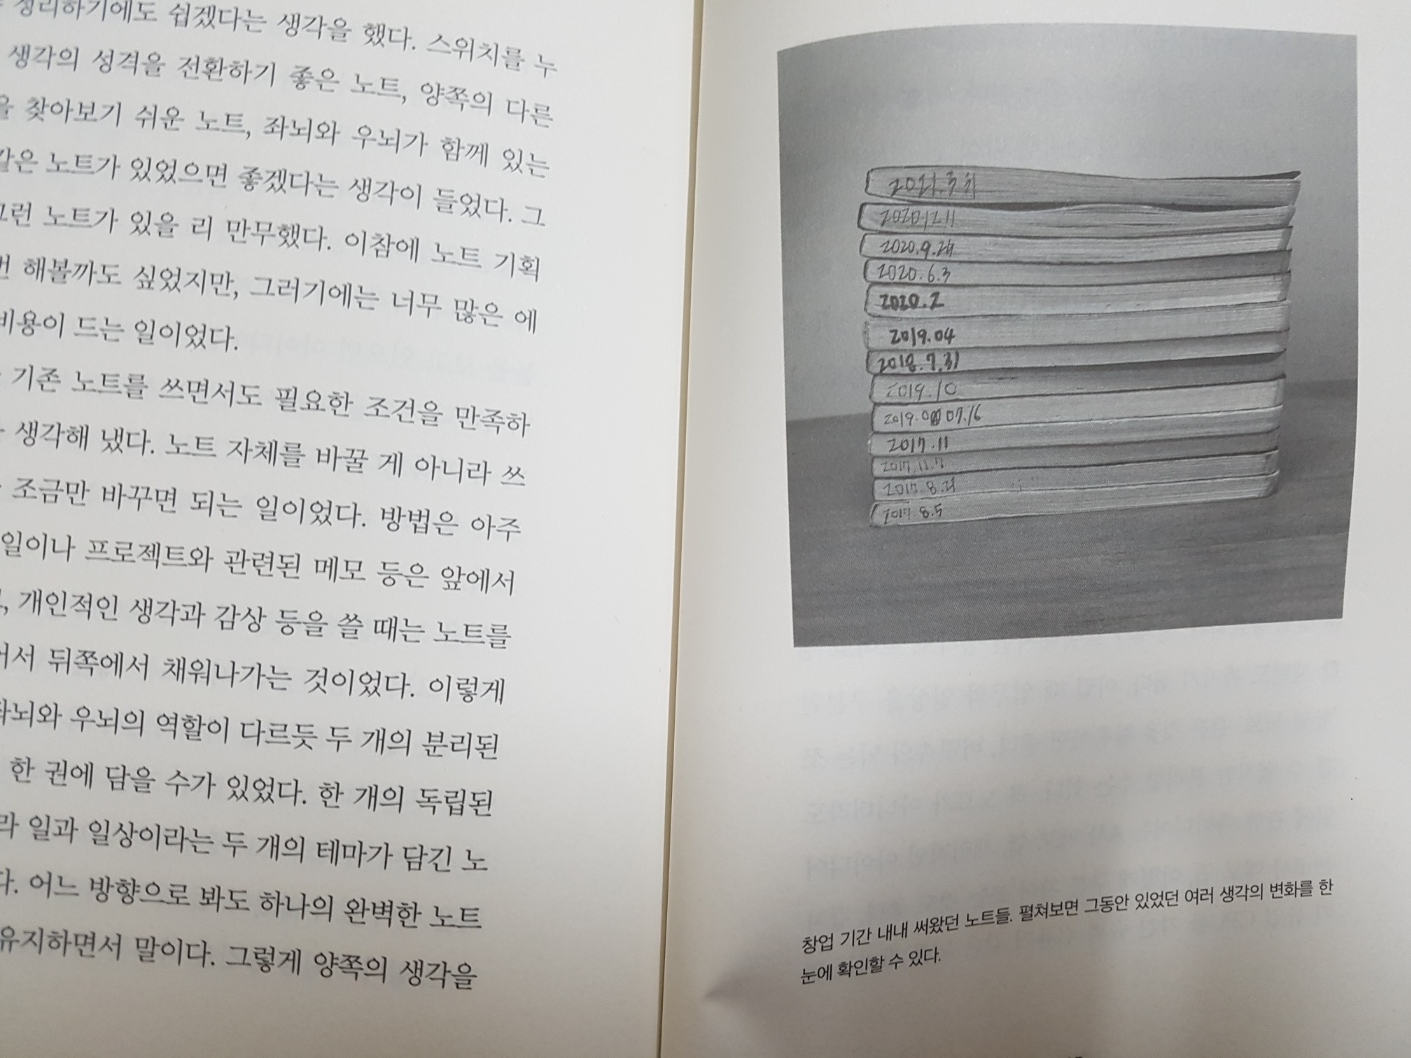 정리하기에도 쉽겠다는 생각을 했다. 스위치를 누
생각의 성격을 전환하기 좋은 노트, 양쪽의 다른
찾아보기 쉬운 노트, 좌뇌와 우뇌가 함께 있는
같은 노트가 있었으면 좋겠다는 생각이 들었다. 그
그런 노트가 있을 리 만무했다. 이참에 노트 기획
해볼까도 싶었지만, 그러기에는 너무 많은 에
비용이 드는 일이었다.
기존 노트를 쓰면서도 필요한 조건을 만족하
생각해 냈다. 노트 자체를 바꿀 게 아니라 쓰
조금만 바꾸면 되는 일이었다. 방법은 아주
일이나 프로젝트와 관련된 메모 등은 앞에서
개인적인 생각과 감상 등을 쓸 때는 노트를
뒤쪽에서 채워나가는 것이었다. 이렇게
좌뇌와 우뇌의 역할이 다르듯 두 개의 분리된
한 권에 담을 수가 있었다. 한 개의 독립된
일과 일상이라는 두 개의 테마가 담긴 노
어느 방향으로 봐도 하나의 완벽한 노트
유지하면서 말이다. 그렇게 양쪽의 생각을
2020.9.24
2020.6.3
2020.2
2019.04
2018.7.31
2019.10
07.16
2017.11
2017.11.7
2017.8.21
2017.8.5
창업 기간 내내 써왔던 노트들. 펼쳐보면 그동안 있었던 여러 생각의 변화를 한
눈에 확인할 수 있다.